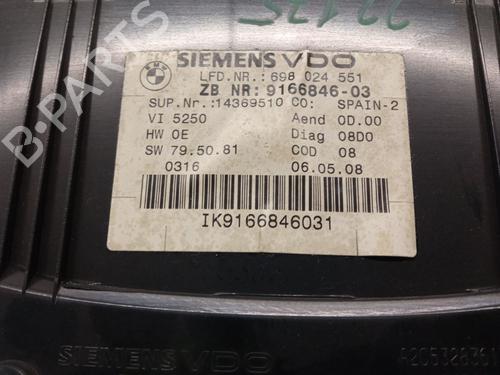 22125
SIEMENS VDO
LFD.NR.: 698 024 551
ZB NR: 9166846-03
SUP.Nr.:14369510 CO: SPAIN-2
VI 5250 Aend 0D.00
HW 0E Diag 08D0
SW 79.50.81 COD 08
0316 06.05.08
IK9166846031
B-PARTS
SIEMENS VDO